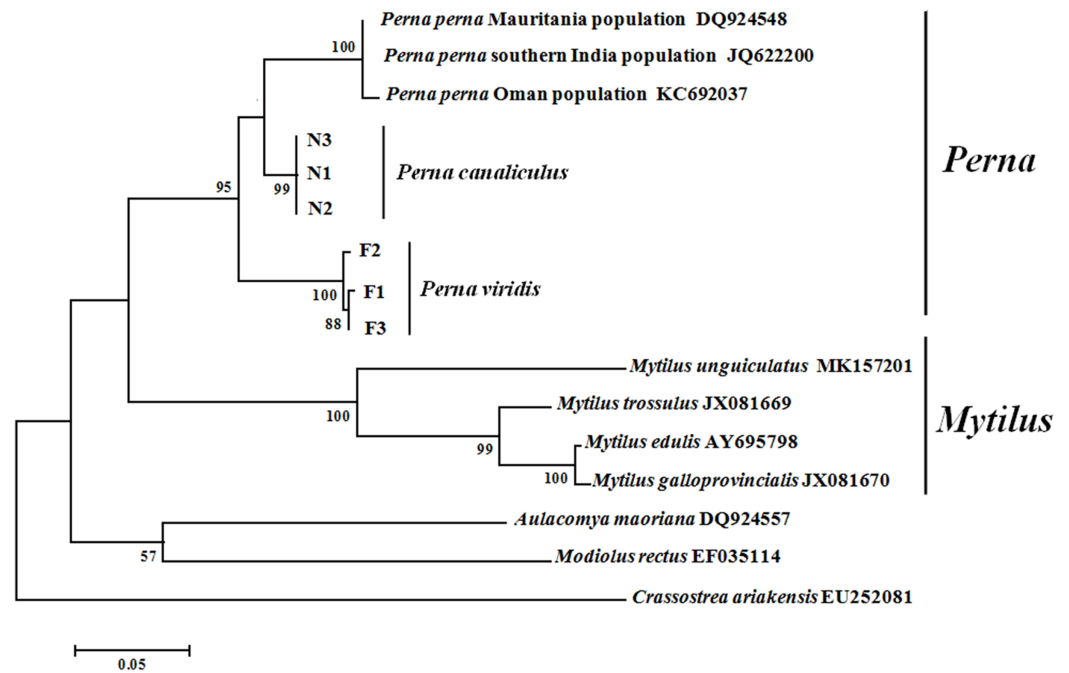 Perna perna Mauritania population DQ924548
100
Perna perna southern India population JQ622200
Perna perna Oman population KC692037
N3
Perna
N1
Perna canaliculus
95
99
N2
F2
Perna viridis
F1
100
88
F3
Mytilus unguiculatus MK157201
Mytilus trossulus JX081669
100
Mytilus
Mytilus edulis AY695798
99
Mytilus galloprovincialis JX081670
100
Aulacomya maoriana DQ924557
57
Modiolus rectus EF035114
Crassostrea ariakensis EU252081
0.05